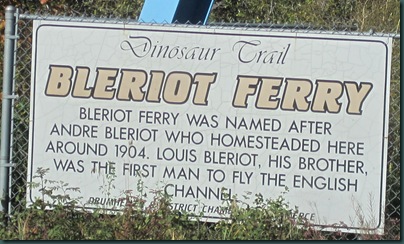 Dinosaur Trail
BLERIOT FERRY
BLERIOT FERRY WAS NAMED AFTER
ANDRE BLERIOT WHO HOMESTEADED HERE
AROUND 1904. LOUIS BLERIOT, HIS BROTHER,
WAS THE FIRST MAN TO FLY THE ENGLISH
CHANNEL